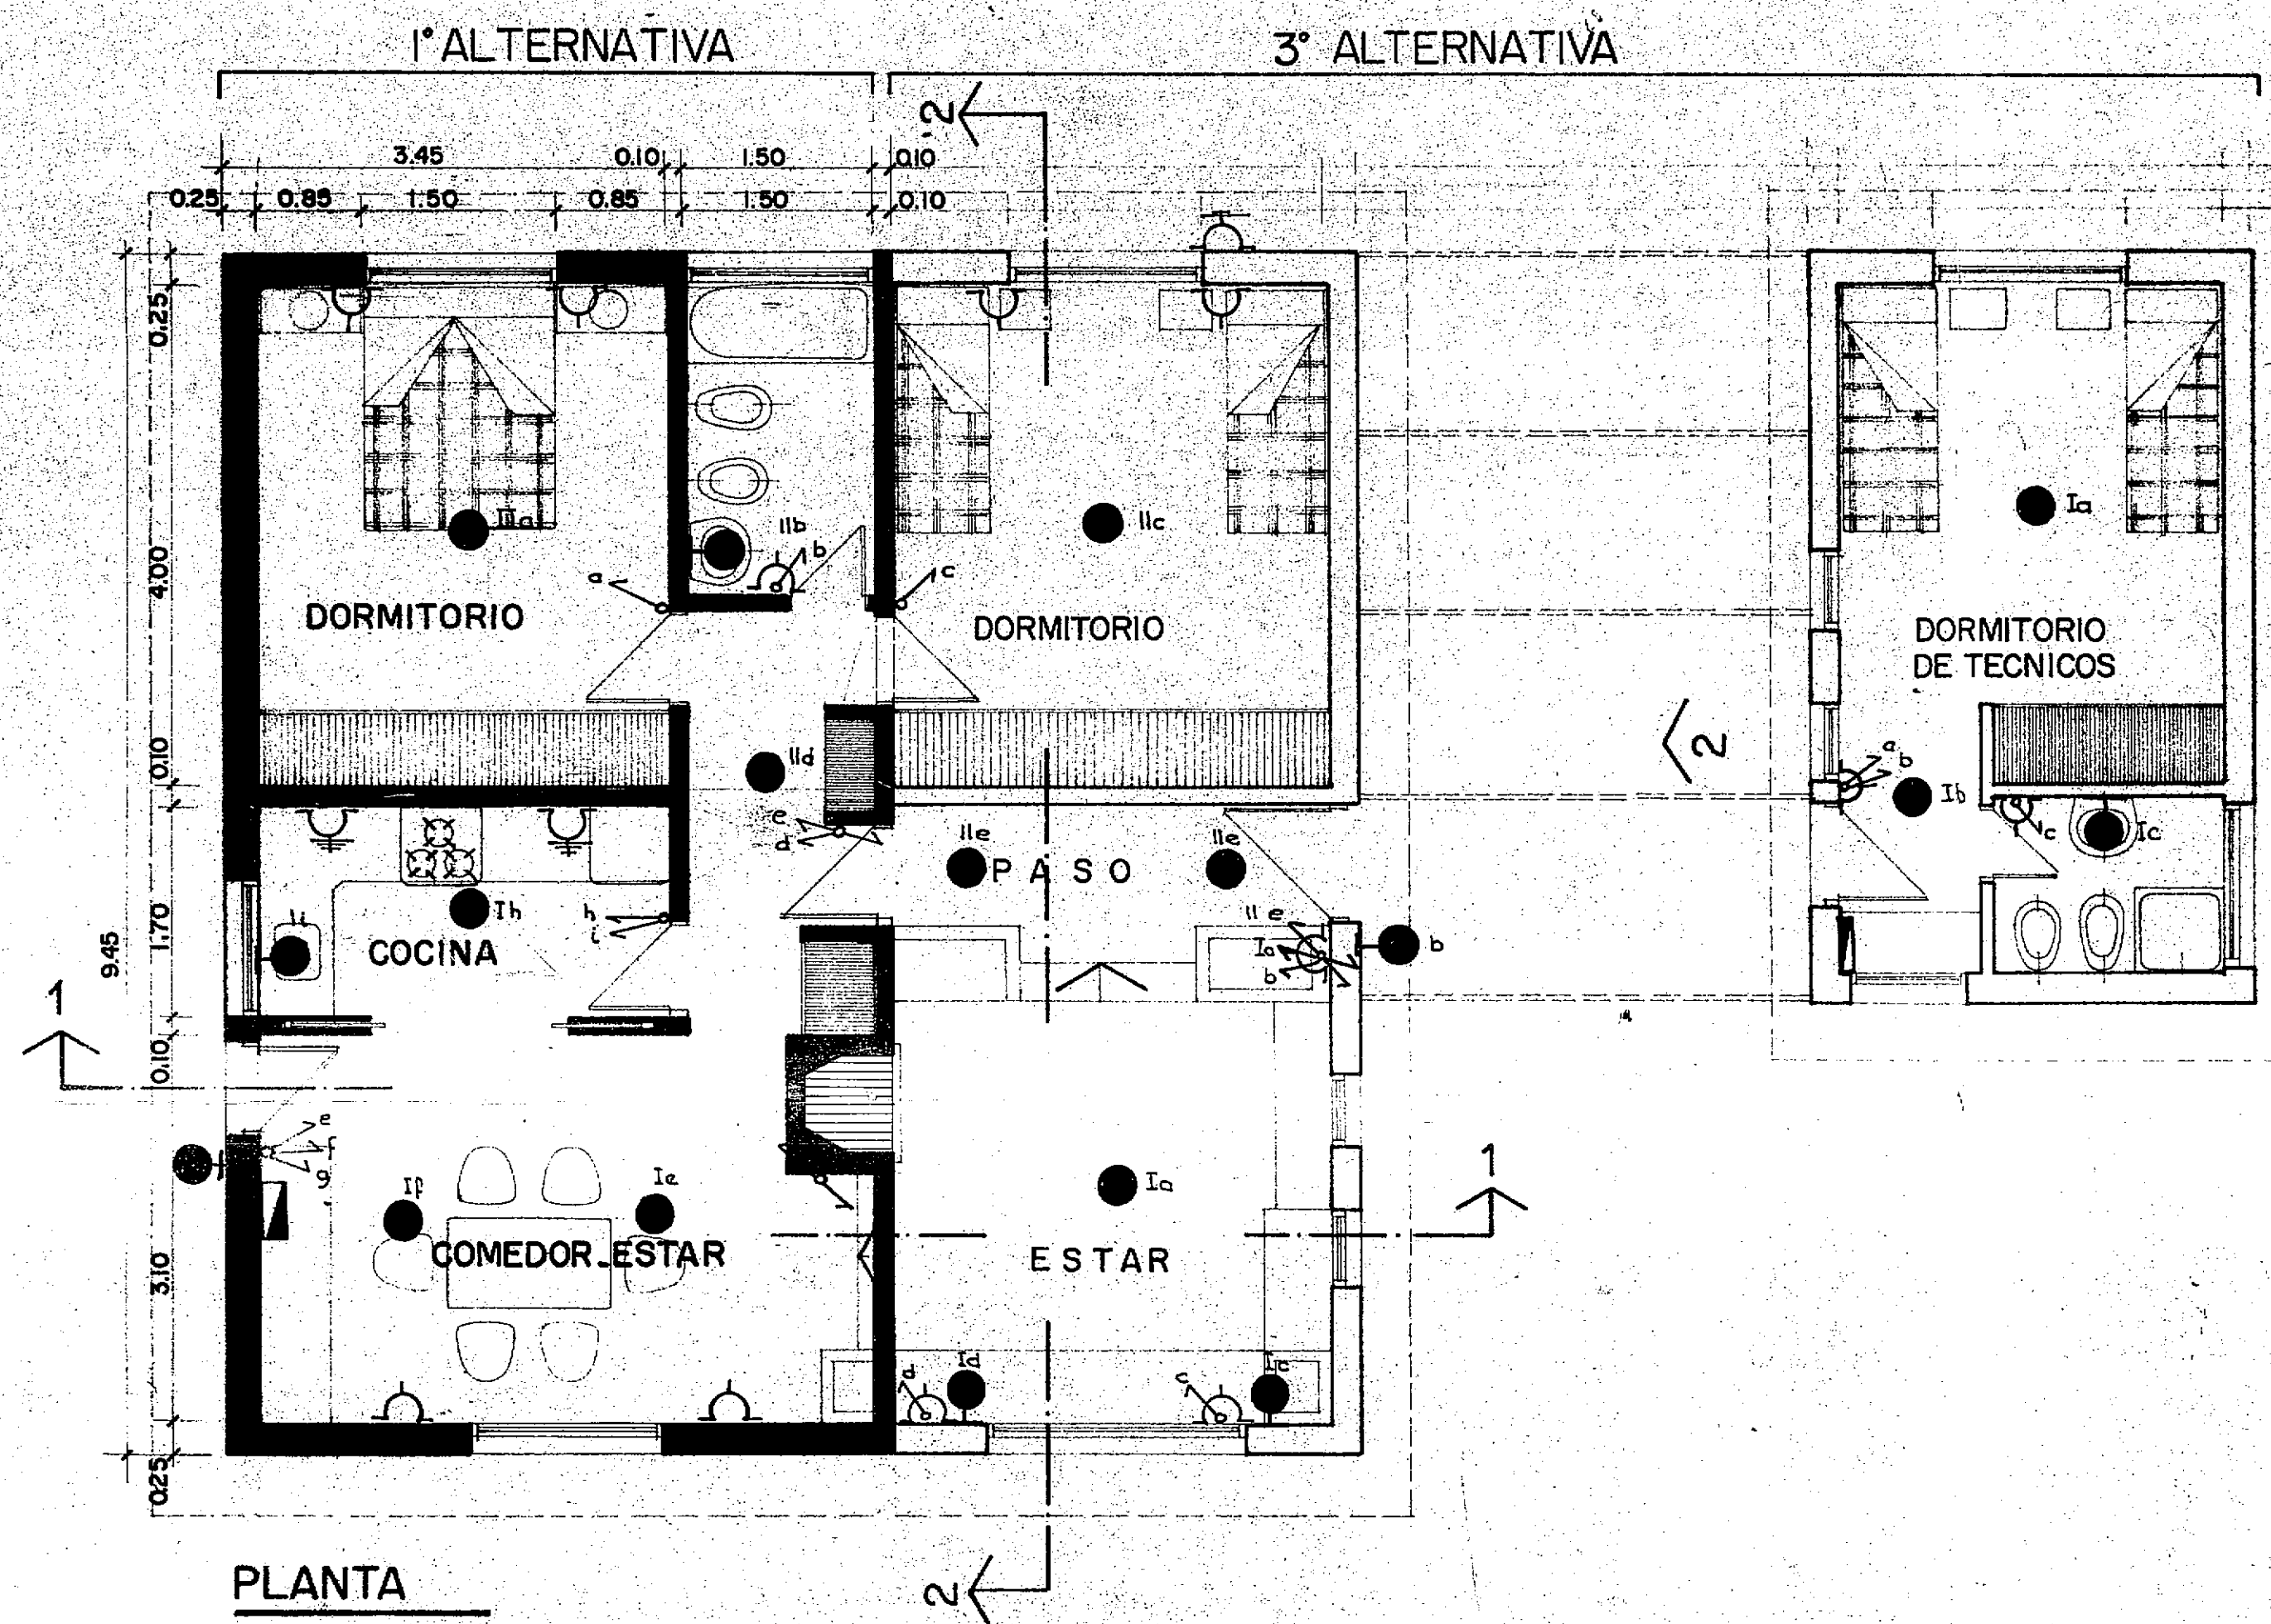 1° ALTERNATIVA
3° ALTERNATIVA
2
3.45 0.10 1.50 0.10
0.25 0.85 1.50 0.85 1.50 0.10
0.25
4.00
0.10
1.70
0.10
3.10
0.25
9.45
IIb
b
IIc
Ia
a
c
DORMITORIO
DORMITORIO
DORMITORIO
DE TECNICOS
2
IId
a
b
Ib
e
d
IIe
IIe
PASO
c
Ic
Ih
h
i
COCINA
II e
Ia
b
b
1
e
f
g
If
Ie
Ia
1
COMEDOR_ESTAR
ESTAR
d
Id
c
Ic
PLANTA
2